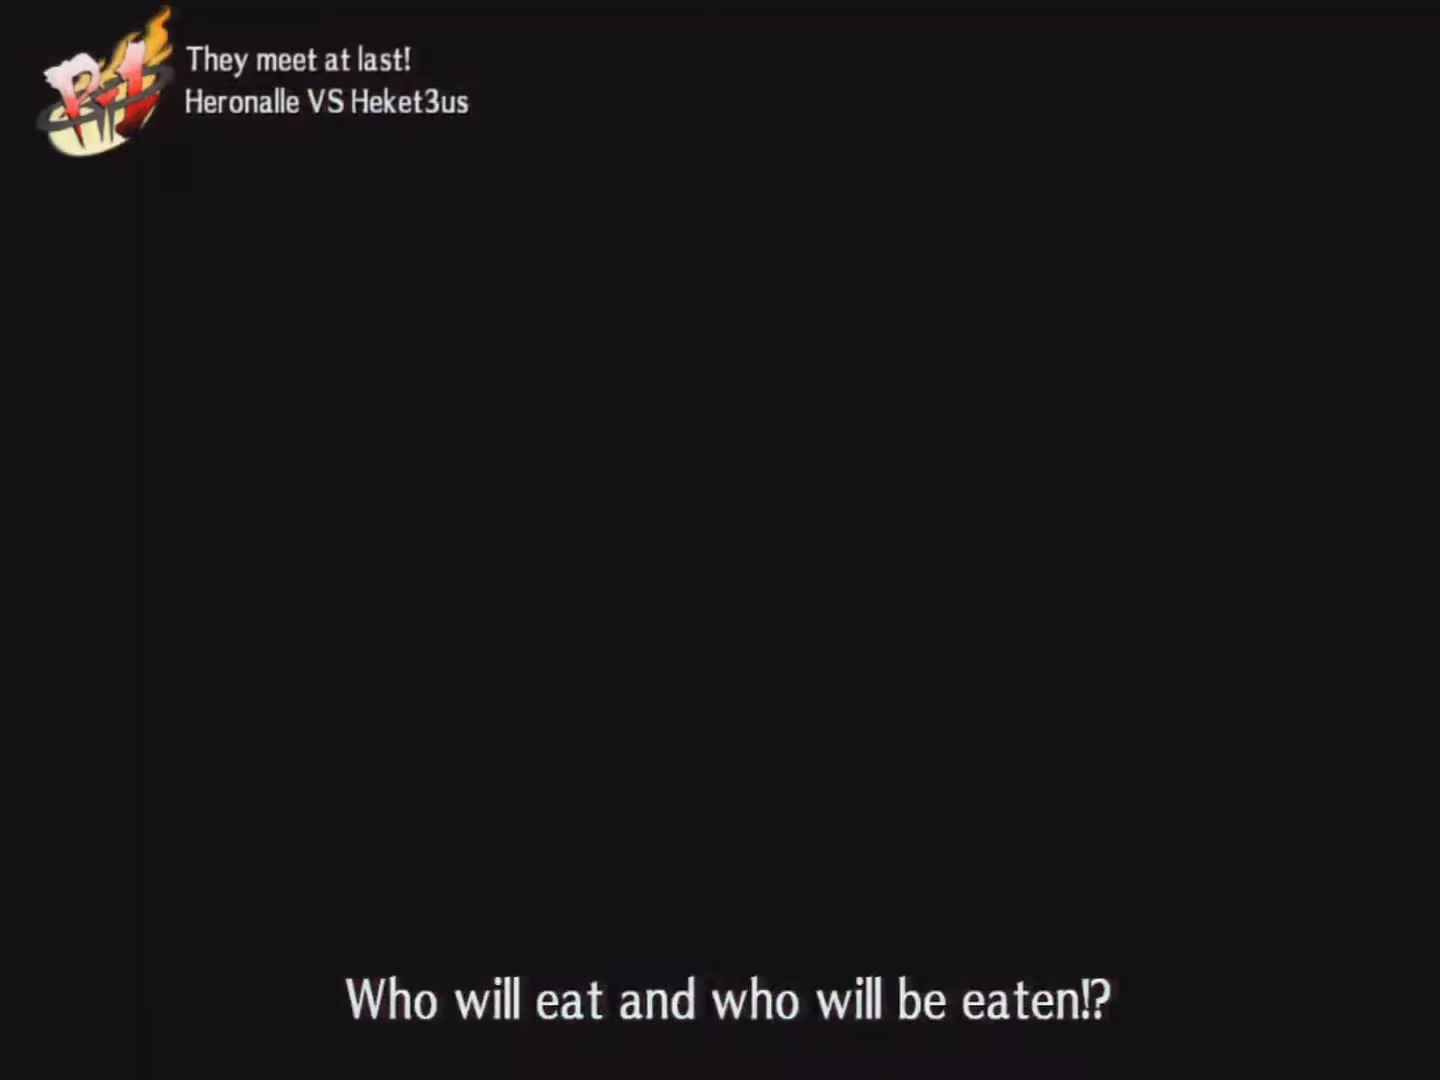 They meet at last!
Heronalle VS Heket3us
Who will eat and who will be eaten!?